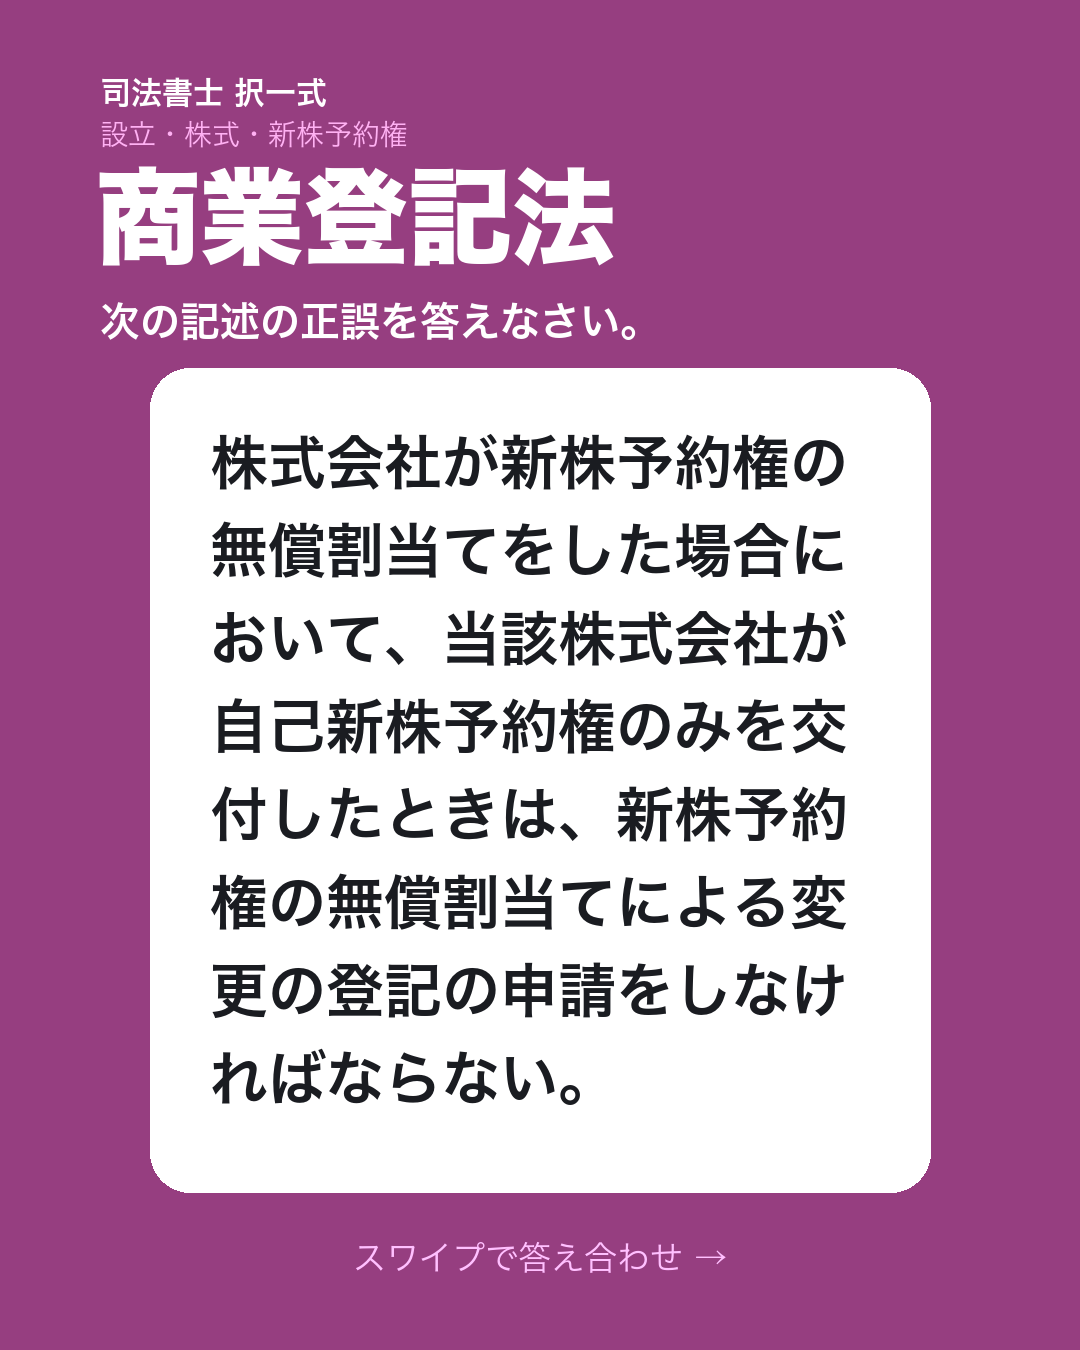 司法書士 択一式
設立・株式・新株予約権
商業登記法
次の記述の正誤を答えなさい。
株式会社が新株予約権の
無償割当てをした場合に
おいて、当該株式会社が
自己新株予約権のみを交
付したときは、新株予約
権の無償割当てによる変
更の登記の申請をしなけ
ればならない。
スワイプで答え合わせ →